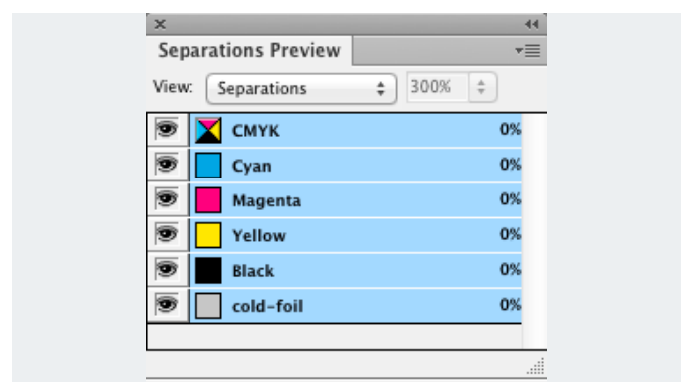 Separations Preview
View: Separations 300%
CMYK 0%
Cyan 0%
Magenta 0%
Yellow 0%
Black 0%
cold-foil 0%